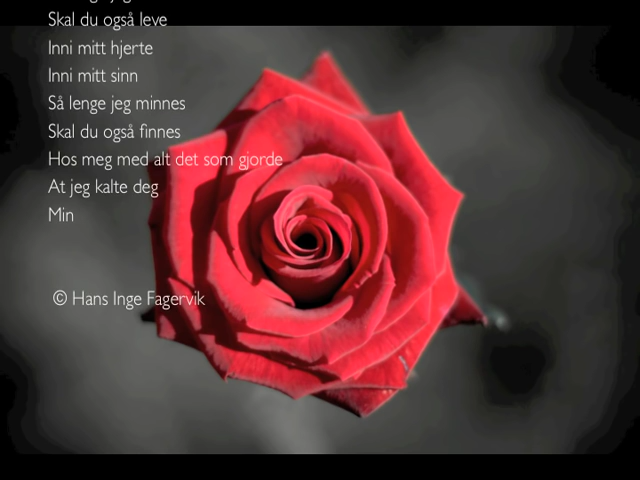 Skal du også leve
Inni mitt hjerte
Inni mitt sinn
Så lenge jeg minnes
Skal du også finnes
Hos meg med alt det som gjorde
At jeg kalte deg
Min
© Hans Inge Fagervik